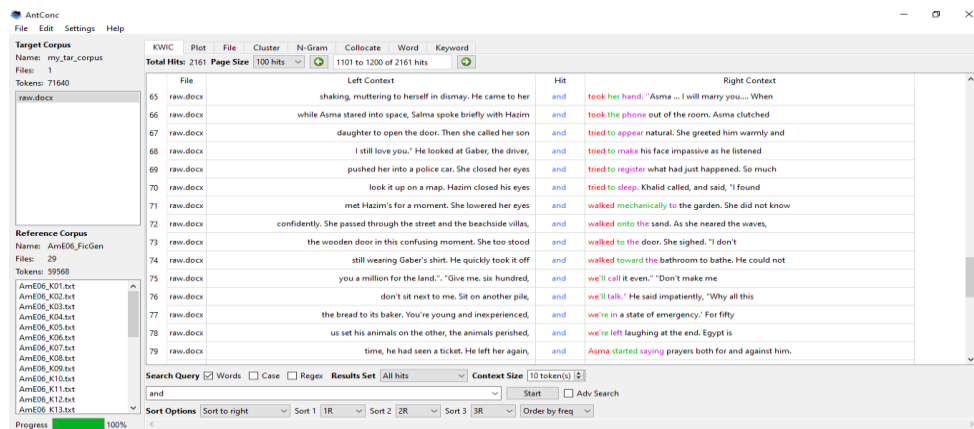 AntConc
File Edit Settings Help
Target Corpus
Name: my_tar_corpus
Files: 1
Tokens: 71640
raw.docx
Reference Corpus
Name: AmE06_FicGen
Files: 29
Tokens: 59568
AmE06_K01.txt
AmE06_K02.txt
AmE06_K03.txt
AmE06_K04.txt
AmE06_K05.txt
AmE06_K06.txt
AmE06_K07.txt
AmE06_K08.txt
AmE06_K09.txt
AmE06_K10.txt
AmE06_K11.txt
AmE06_K12.txt
AmE06_K13.txt
Progress 100%
KWIC Plot File Cluster N-Gram Collocate Word Keyword
Total Hits: 2161 Page Size 100 hits 1101 to 1200 of 2161 hits
File Left Context Hit Right Context
65 raw.docx shaking, muttering to herself in dismay. He came to her and took her hand. "Asma ... I will marry you.... When
66 raw.docx while Asma stared into space, Salma spoke briefly with Hazim and took the phone out of the room. Asma clutched
67 raw.docx daughter to open the door. Then she called her son and tried to appear natural. She greeted him warmly and
68 raw.docx I still love you." He looked at Gaber, the driver, and tried to make his face impassive as he listened
69 raw.docx pushed her into a police car. She closed her eyes and tried to register what had just happened. So much
70 raw.docx look it up on a map. Hazim closed his eyes and tried to sleep. Khalid called, and said, "I found
71 raw.docx met Hazim's for a moment. She lowered her eyes and walked mechanically to the garden. She did not know
72 raw.docx confidently. She passed through the street and the beachside villas, and walked onto the sand. As she neared the waves,
73 raw.docx the wooden door in this confusing moment. She too stood and walked to the door. She sighed. "I don't
74 raw.docx still wearing Gaber's shirt. He quickly took it off and walked toward the bathroom to bathe. He could not
75 raw.docx you a million for the land.". "Give me. six hundred, and we'll call it even." "Don't make me
76 raw.docx don't sit next to me. Sit on another pile, and we'll talk." He said impatiently, "Why all this
77 raw.docx the bread to its baker. You're young and inexperienced, and we're in a state of emergency.' For fifty
78 raw.docx us set his animals on the other, the animals perished, and we're left laughing at the end. Egypt is
79 raw.docx time, he had seen a ticket. He left her again, and Asma started saying prayers both for and against him.
Search Query Words Case Regex Results Set All hits Context Size 10 token(s)
and Start Adv Search
Sort Options Sort to right Sort 1 1R Sort 2 2R Sort 3 3R Order by freq